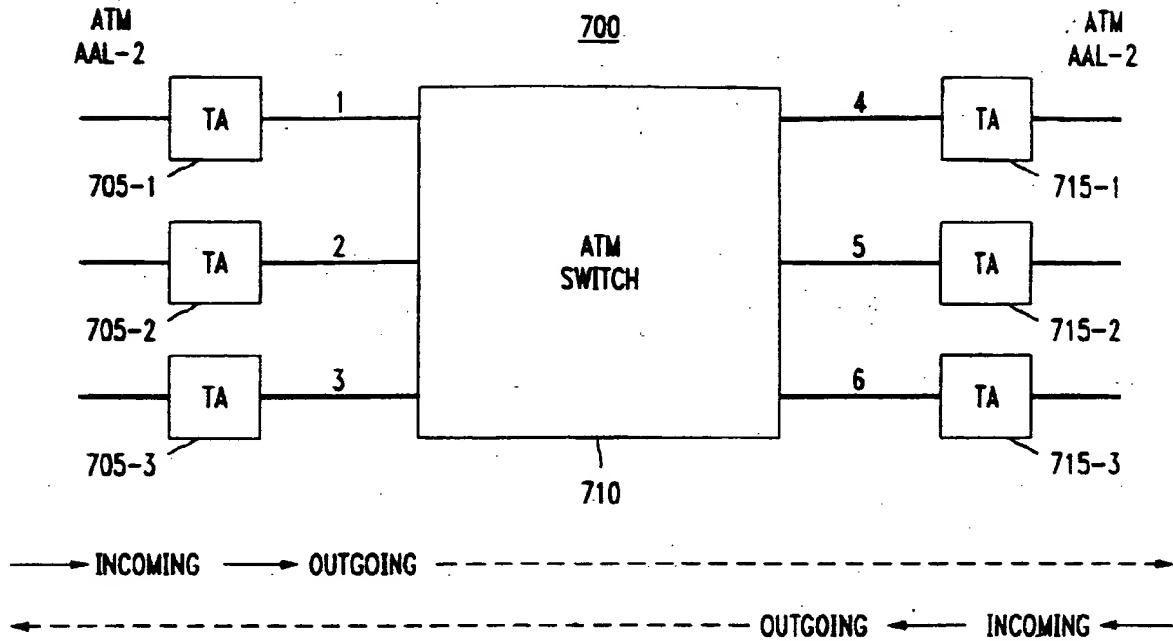 ATM
AAL-2
700
ATM
AAL-2
TA
1
4
TA
705-1
715-1
TA
2
ATM
SWITCH
5
TA
705-2
715-2
TA
3
6
TA
705-3
715-3
710
INCOMING OUTGOING
OUTGOING INCOMING